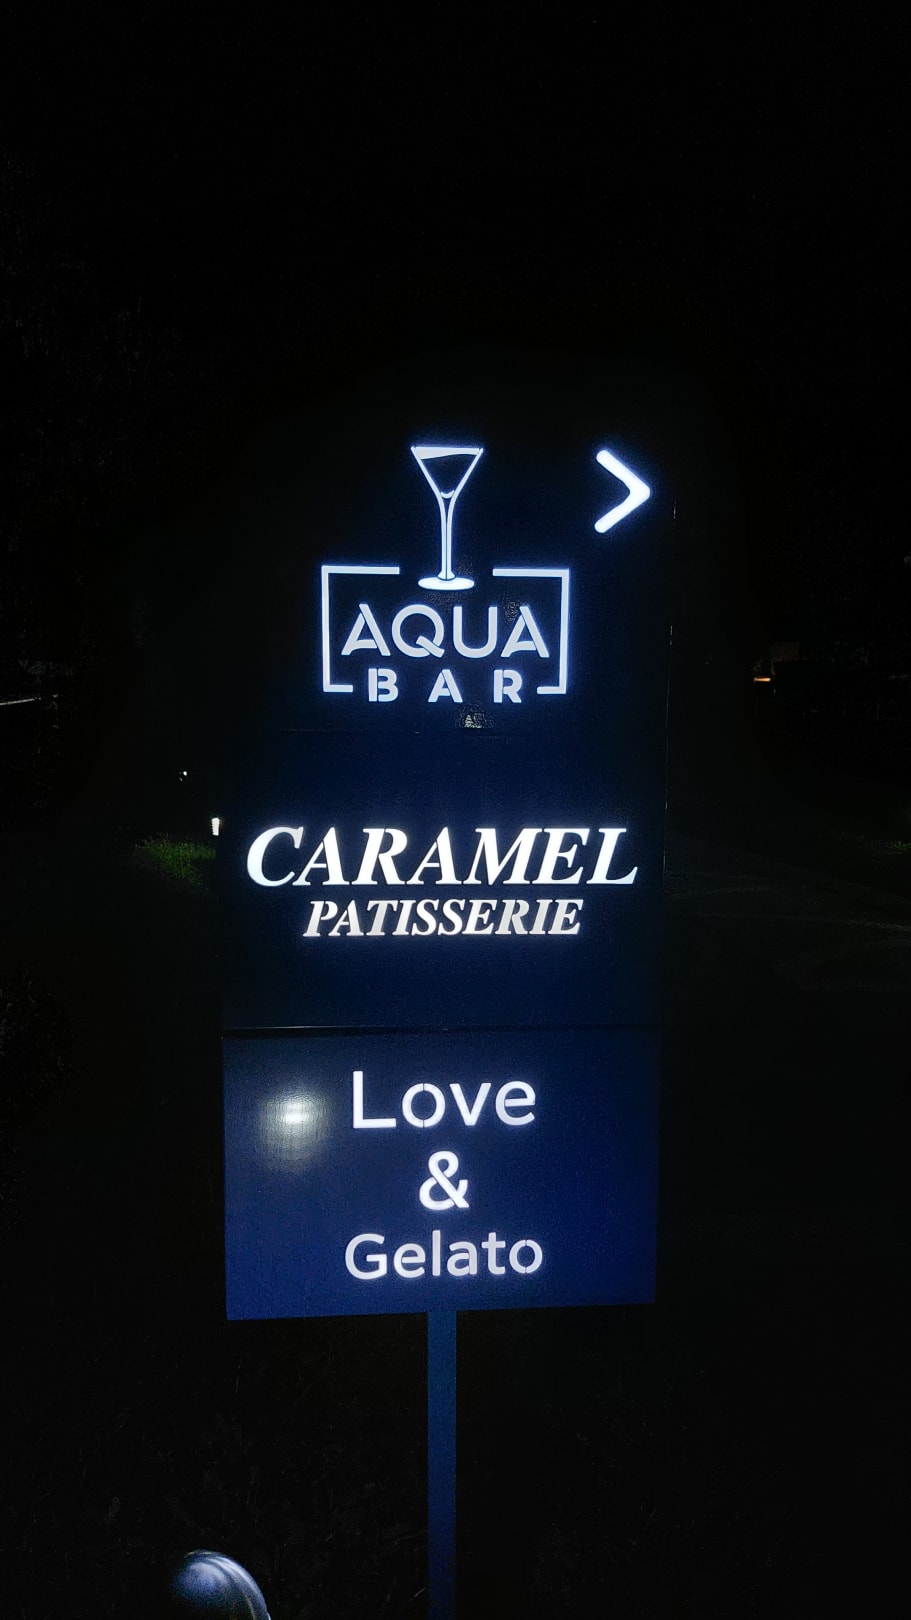 AQUA
BAR
CARAMEL
PATISSERIE
Love
&
Gelato